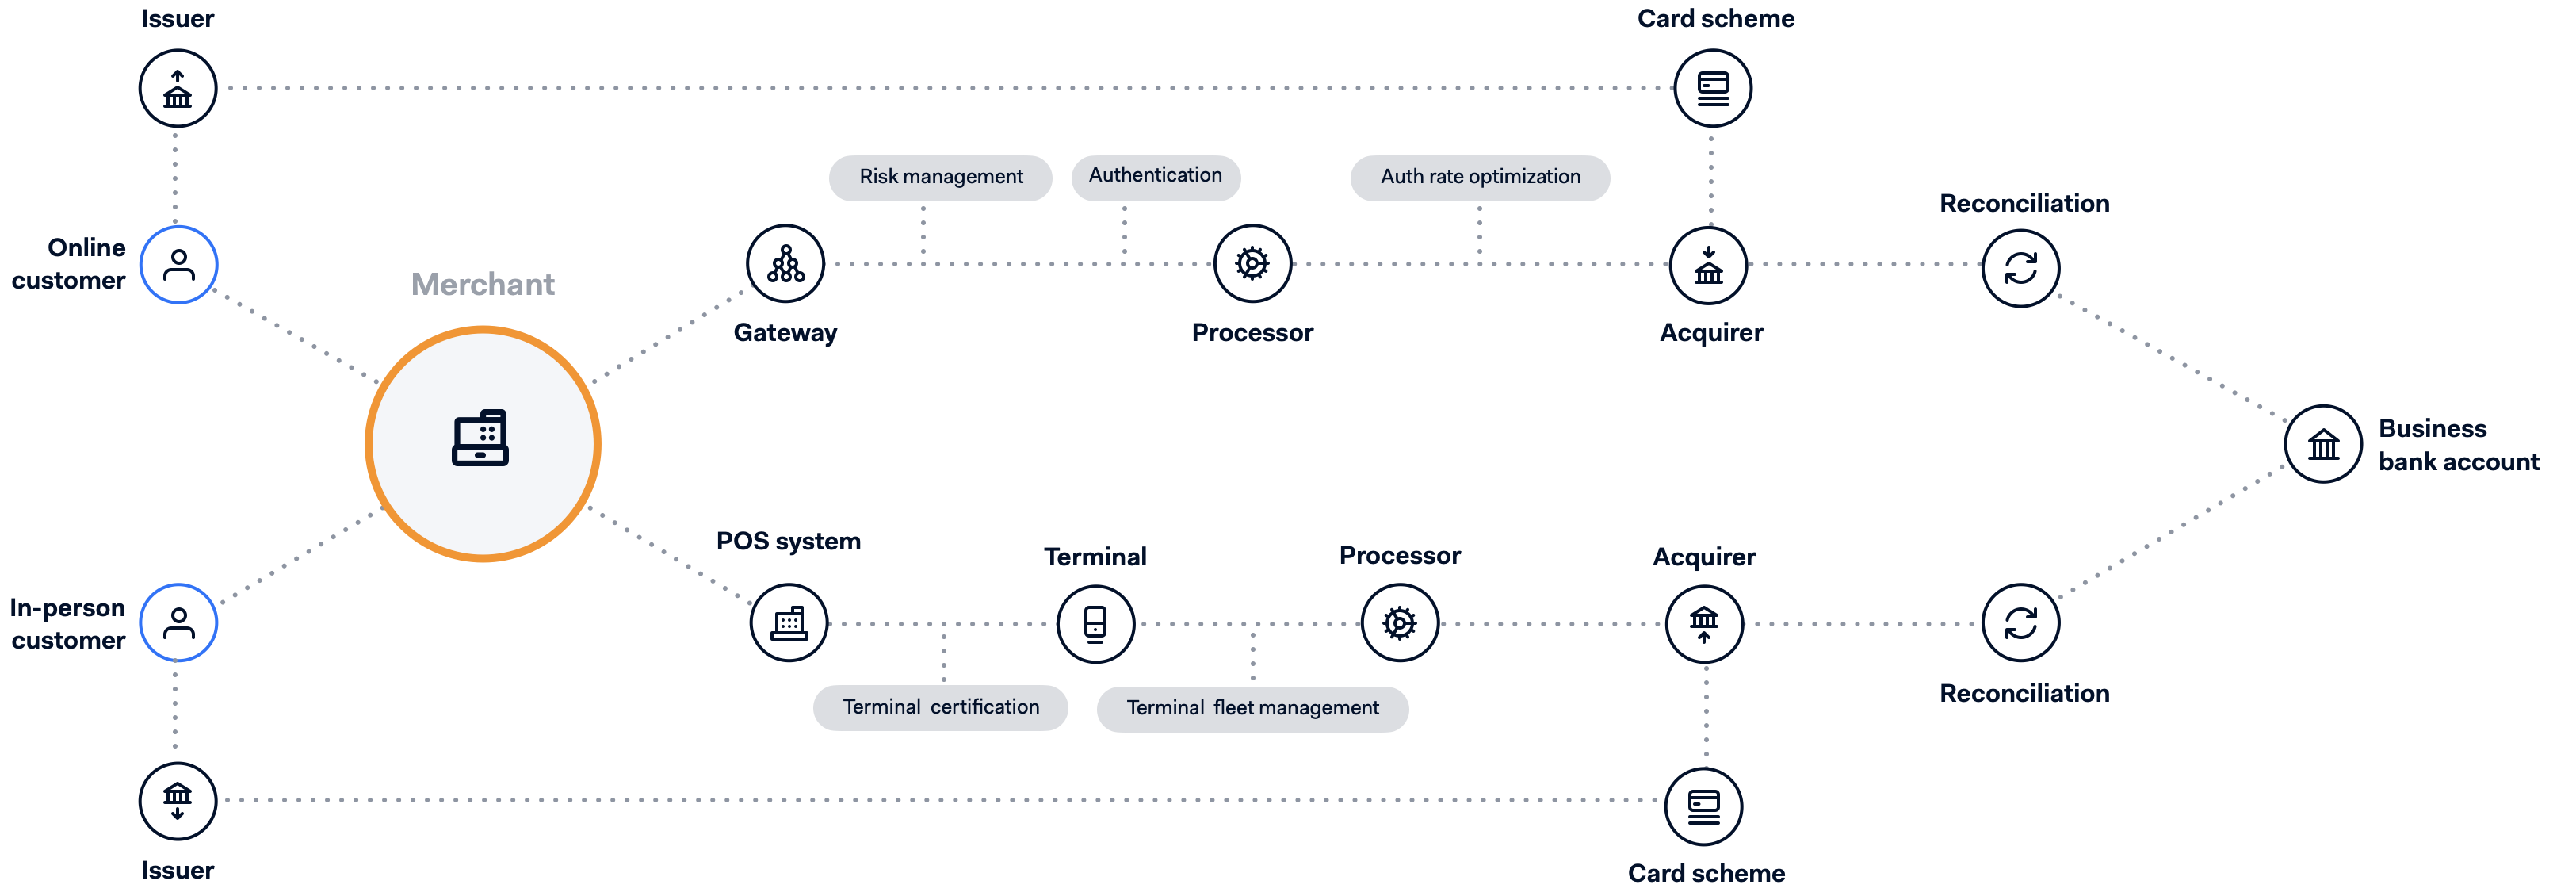 Issuer
Card scheme
Risk management
Authentication
Auth rate optimization
Reconciliation
Online
customer
Merchant
Gateway
Processor
Acquirer
Business
bank account
POS system
Terminal
Processor
Acquirer
In-person
customer
Terminal certification
Terminal fleet management
Reconciliation
Issuer
Card scheme